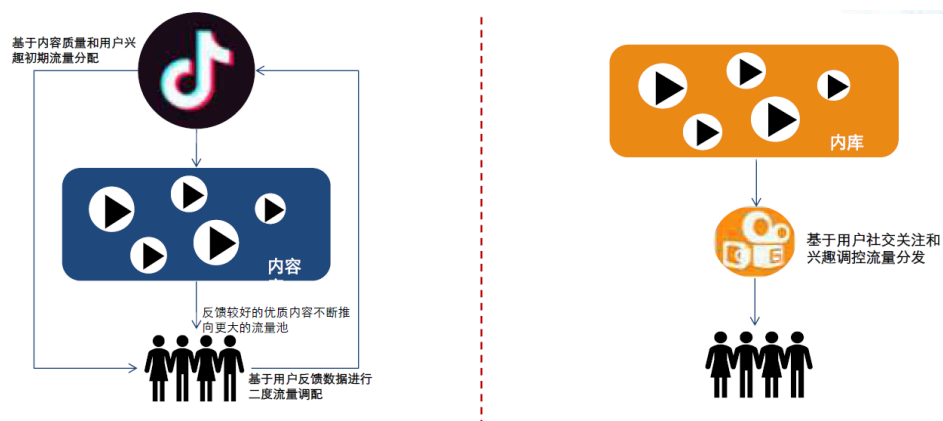 基于内容质量和用户兴
趣初期流量分配
内容
反馈较好的优质内容不断推
向更大的流量池
基于用户反馈数据进行
二度流量调配
内库
基于用户社交关注和
兴趣调控流量分发